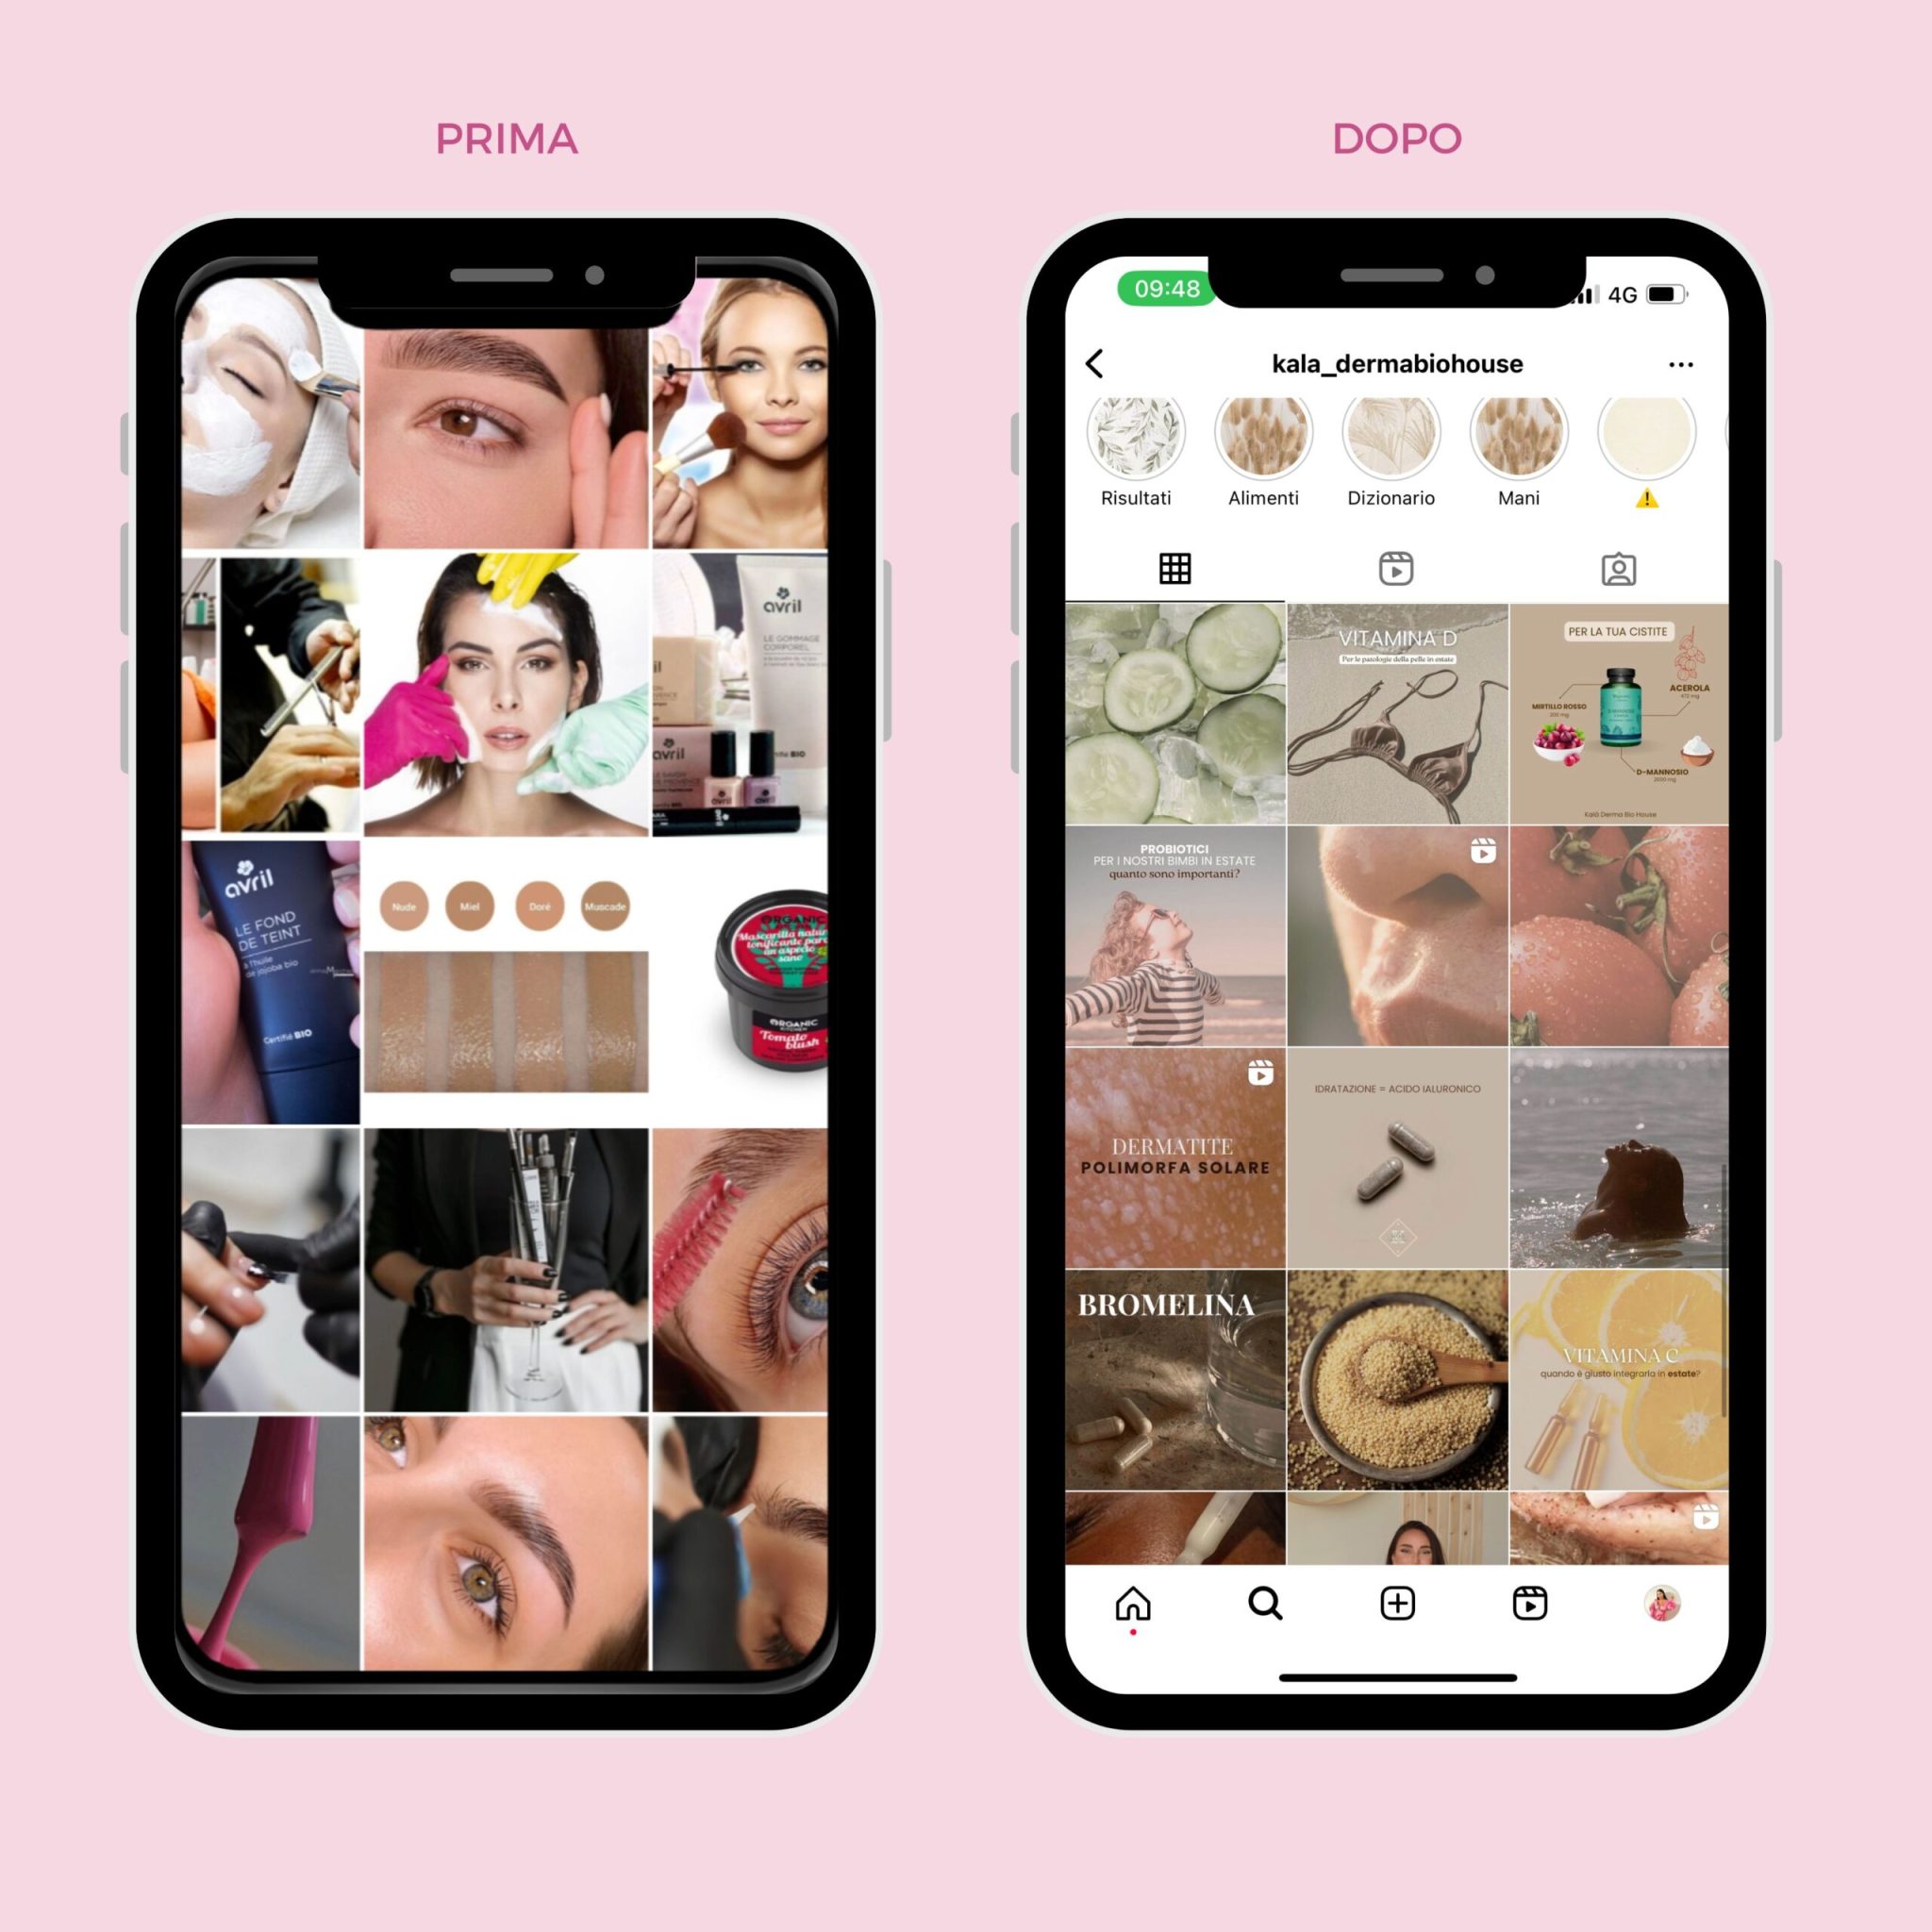 PRIMA
DOPO
avril
LE GOMMAGE
CORPOREL
avril
BIO
avril
avril
LE FOND
DE TEINT
à l'huile
de jojoba bio
Certifié BIO
Nude
Miel
Doré
Muscade
ORGANIC
Mascarilla natur
tonificante para
un aspecto
sano
ORGANIC
KITCHEN
Tomato
blush
09:48
4G
kala_dermabiohouse
Risultati
Alimenti
Dizionario
Mani
VITAMINA D
Per le patologie della pelle in estate
PER LA TUA CISTITE
ACEROLA
MIRTILLO ROSSO
D-MANNOSIO
Kalà Derma Bio House
PROBIOTICI
PER I NOSTRI BIMBI IN ESTATE
quanto sono importanti?
DERMATITE
POLIMORFA SOLARE
IDRATAZIONE = ACIDO IALURONICO
K
BROMELINA
VITAMINA C
quando è giusto integrarla in estate?